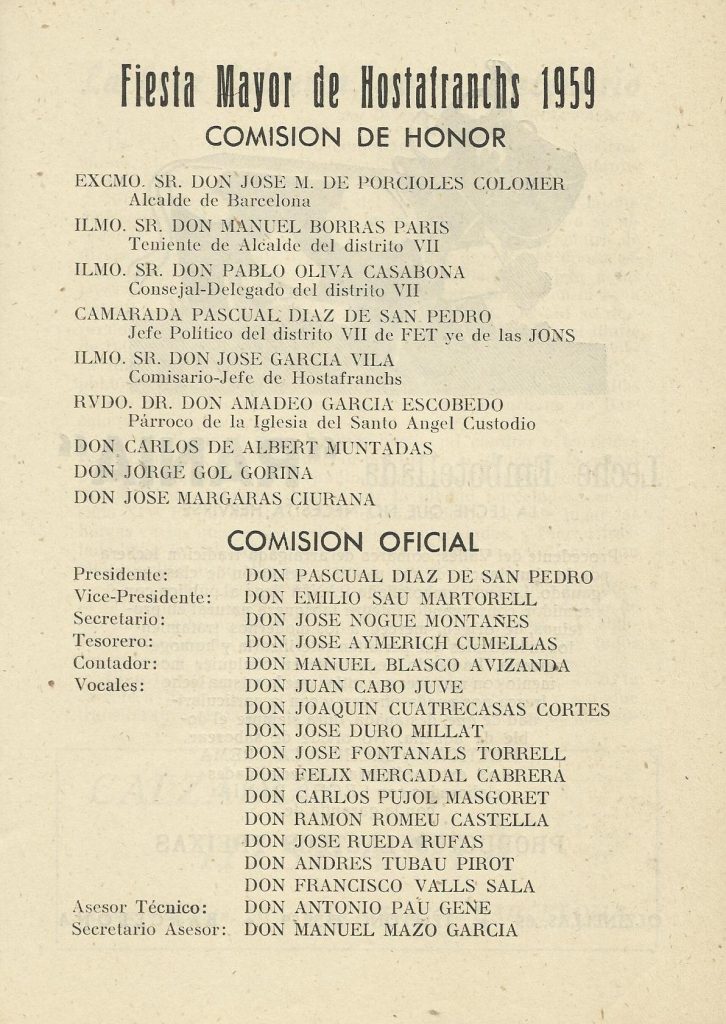 Fiesta Mayor de Hostafranchs 1959
COMISION DE HONOR
EXCMO. SR. DON JOSE M. DE PORCIOLES COLOMER
Alcalde de Barcelona
ILMO. SR. DON MANUEL BORRAS PARIS
Teniente de Alcalde del distrito VII
ILMO. SR. DON PABLO OLIVA CASABONA
Consejal-Delegado del distrito VII
CAMARADA PASCUAL DIAZ DE SAN PEDRO
Jefe Político del distrito VII de FET ye de las JONS
ILMO. SR. DON JOSE GARCIA VILA
Comisario-Jefe de Hostafranchs
RVDO. DR. DON AMADEO GARCIA ESCOBEDO
Párroco de la Iglesia del Santo Angel Custodio
DON CARLOS DE ALBERT MUNTADAS
DON JORGE GOL GORINA
DON JOSE MARGARAS CIURANA
COMISION OFICIAL
Presidente: DON PASCUAL DIAZ DE SAN PEDRO
Vice-Presidente: DON EMILIO SAU MARTORELL
Secretario: DON JOSE NOGUE MONTAÑES
Tesorero: DON JOSE AYMERICH CUMELLAS
Contador: DON MANUEL BLASCO AVIZANDA
Vocales: DON JUAN CABO JUVE
DON JOAQUIN CUATRECASAS CORTES
DON JOSE DURO MILLAT
DON JOSE FONTANALS TORRELL
DON FELIX MERCADAL CABRERA
DON CARLOS PUJOL MASGORET
DON RAMON ROMEU CASTELLA
DON JOSE RUEDA RUFAS
DON ANDRES TUBAU PIROT
DON FRANCISCO VALLS SALA
Asesor Técnico: DON ANTONIO PAU GENE
Secretario Asesor: DON MANUEL MAZO GARCIA